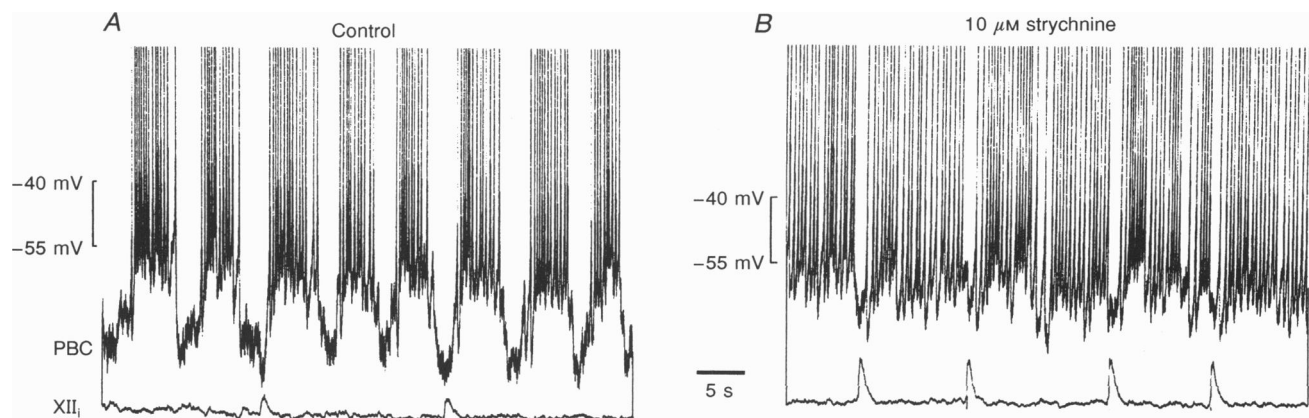 A
Control
−40 mV
−55 mV
PBC
XIIᵢ
B
10 μM strychnine
−40 mV
−55 mV
5 s